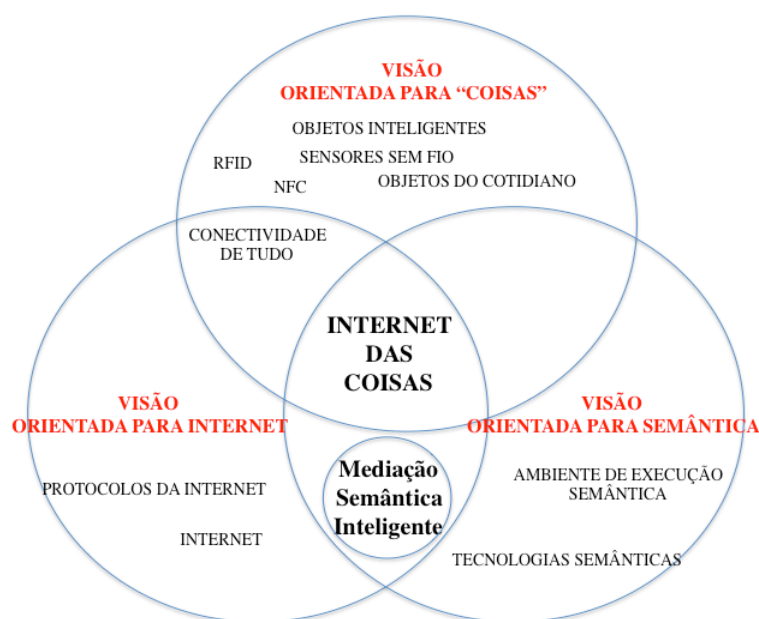 VISÃO
ORIENTADA PARA “COISAS”
OBJETOS INTELIGENTES
RFID
SENSORES SEM FIO
NFC
OBJETOS DO COTIDIANO
CONECTIVIDADE
DE TUDO
INTERNET
DAS
COISAS
VISÃO
ORIENTADA PARA INTERNET
VISÃO
ORIENTADA PARA SEMÂNTICA
PROTOCOLOS DA INTERNET
INTERNET
Mediação
Semântica
Inteligente
AMBIENTE DE EXECUÇÃO
SEMÂNTICA
TECNOLOGIAS SEMÂNTICAS